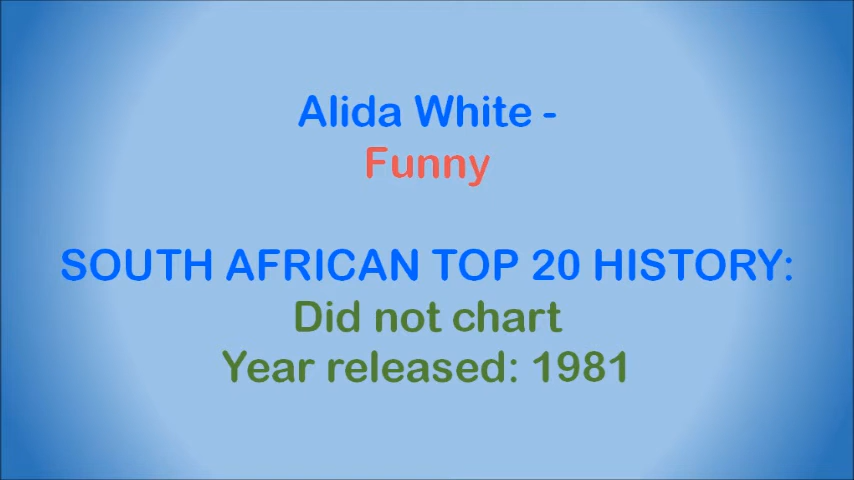 Alida White -
Funny
SOUTH AFRICAN TOP 20 HISTORY:
Did not chart
Year released: 1981